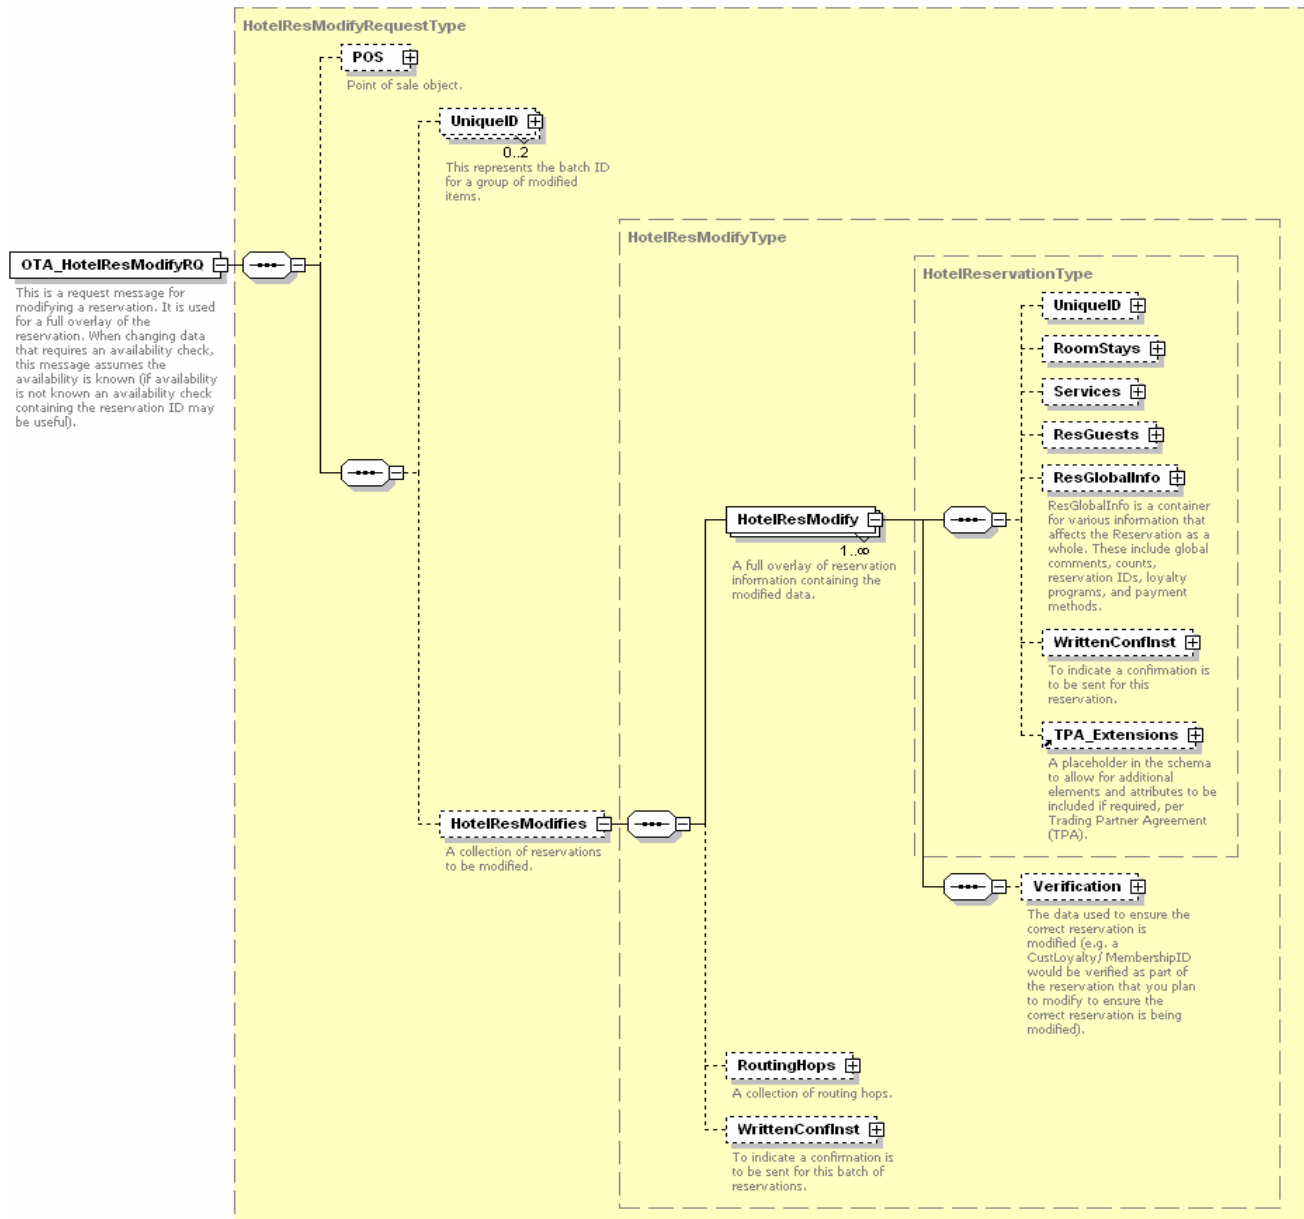 HotelResModifyRequestType
POS
Point of sale object.
UniqueID
0..2
This represents the batch ID
for a group of modified
items.
HotelResModifyType
OTA_HotelResModifyRQ
This is a request message for
modifying a reservation. It is used
for a full overlay of the
reservation. When changing data
that requires an availability check,
this message assumes the
availability is known (if availability
is not known an availability check
containing the reservation ID may
be useful).
HotelReservationType
UniqueID
RoomStays
Services
ResGuests
ResGlobalInfo
ResGlobalInfo is a container
for various information that
affects the Reservation as a
whole. These include global
comments, counts,
reservation IDs, loyalty
programs, and payment
methods.
HotelResModify
1..∞
A full overlay of reservation
information containing the
modified data.
WrittenConfInst
To indicate a confirmation is
to be sent for this
reservation.
TPA_Extensions
A placeholder in the schema
to allow for additional
elements and attributes to be
included if required, per
Trading Partner Agreement
(TPA).
HotelResModifies
A collection of reservations
to be modified.
Verification
The data used to ensure the
correct reservation is
modified (e.g. a
CustLoyalty/ MembershipID
would be verified as part of
the reservation that you plan
to modify to ensure the
correct reservation is being
modified).
RoutingHops
A collection of routing hops.
WrittenConfInst
To indicate a confirmation is
to be sent for this batch of
reservations.